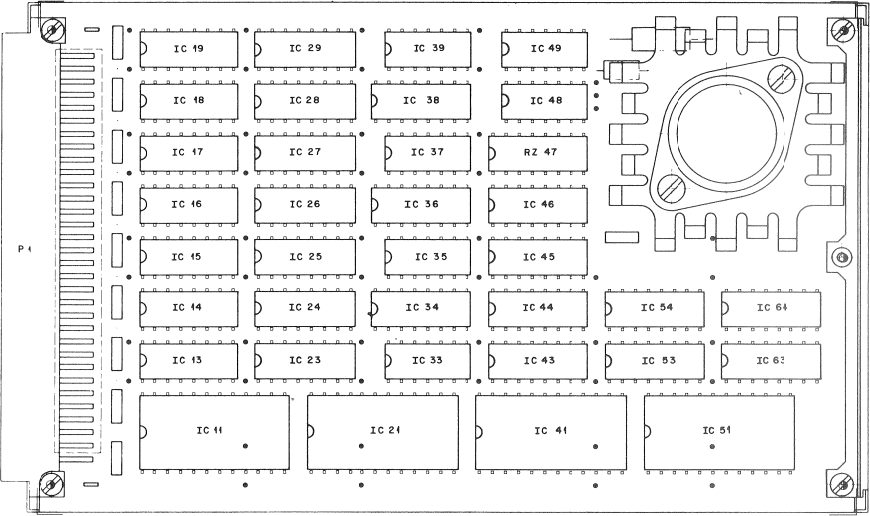 IC 19 IC 29 IC 39 IC 49
IC 18 IC 28 IC 38 IC 48
IC 17 IC 27 IC 37 RZ 47
IC 16 IC 26 IC 36 IC 46
P1 IC 15 IC 25 IC 35 IC 45
IC 14 IC 24 IC 34 IC 44 IC 54 IC 64
IC 13 IC 23 IC 33 IC 43 IC 53 IC 63
IC 11 IC 21 IC 41 IC 51